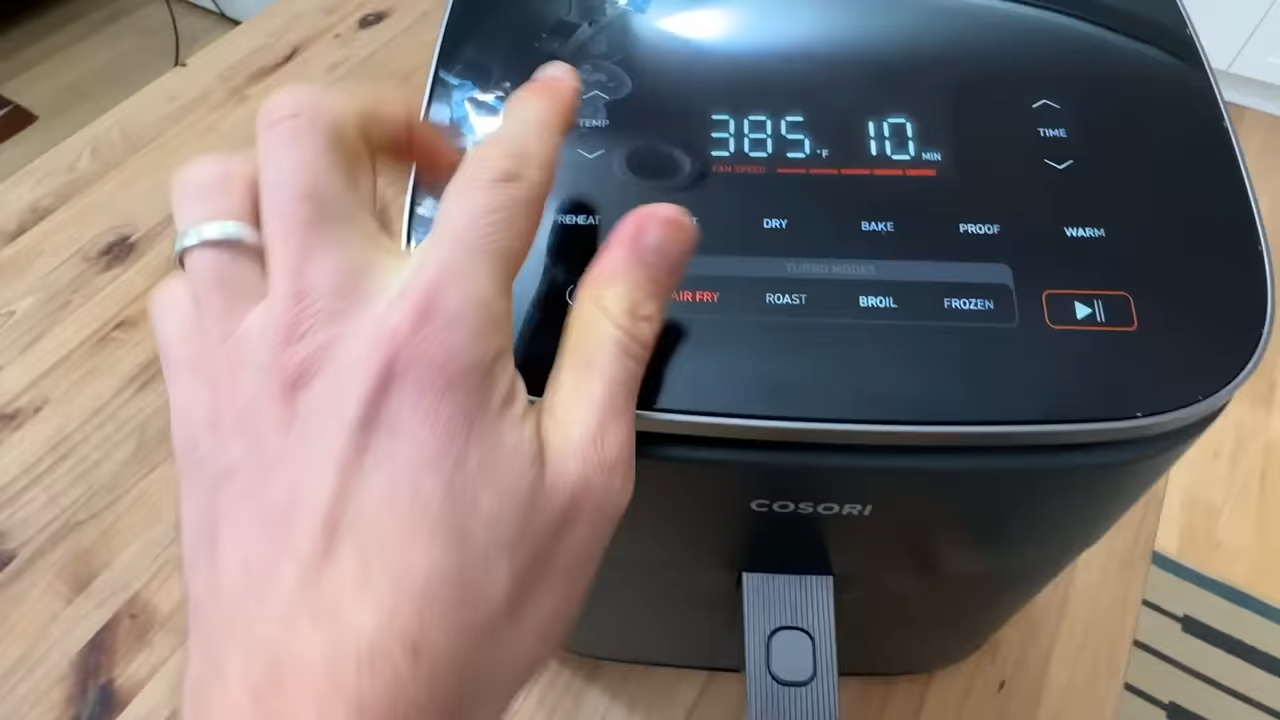 TEMP
385 °F 10 MIN
TIME
FAN SPEED
PREHEAT DRY BAKE PROOF WARM
TURBO MODES
AIR FRY ROAST BROIL FROZEN
COSORI